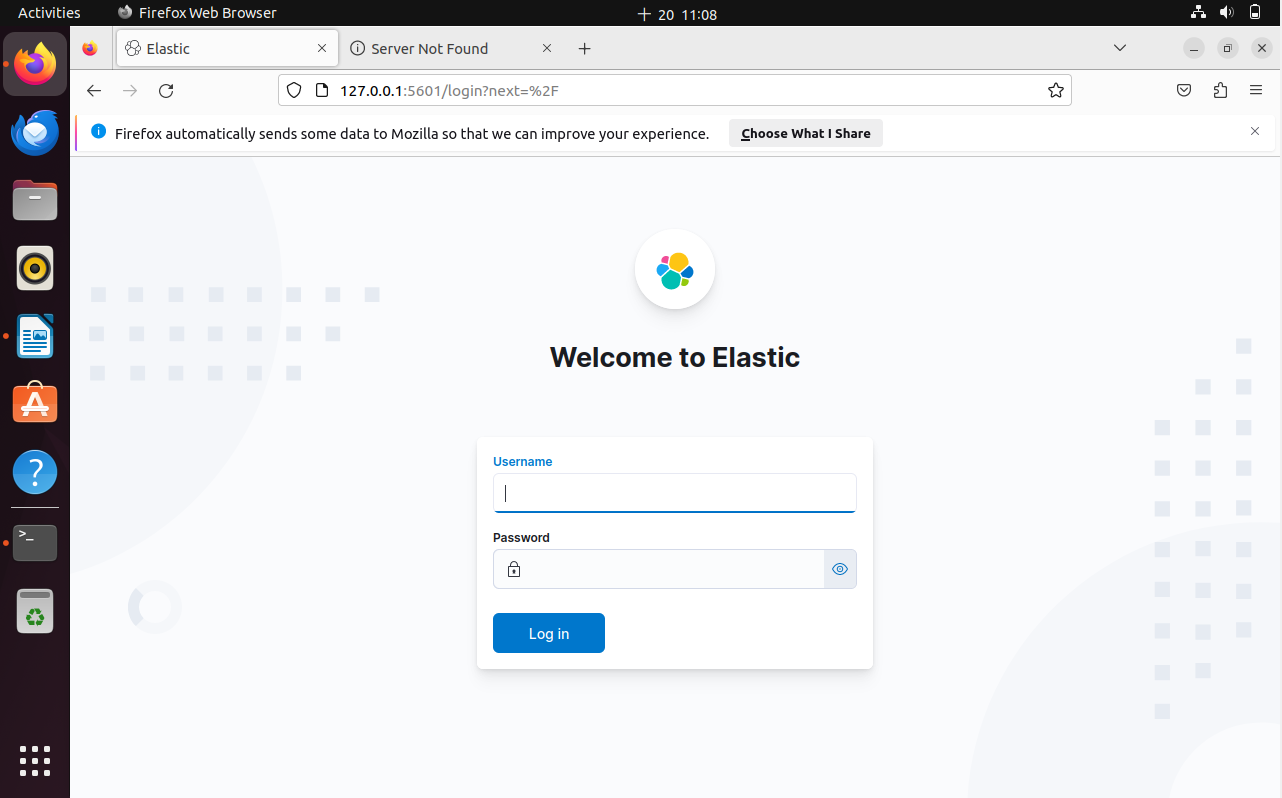 Activities
Firefox Web Browser
20 11:08
Elastic
Server Not Found
127.0.0.1:5601/login?next=%2F
Firefox automatically sends some data to Mozilla so that we can improve your experience.
Choose What I Share
Welcome to Elastic
Username
Password
Log in